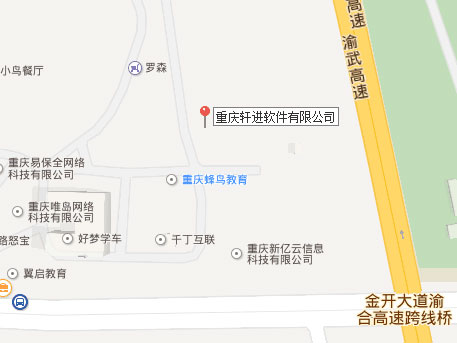 高速
渝武高速
小鸟餐厅
罗森
重庆轩进软件有限公司
重庆易保全网络
科技有限公司
重庆蜂鸟教育
重庆唯岛网络
科技有限公司
路怒宝
好梦学车
千丁互联
重庆新亿云信息
科技有限公司
翼启教育
金开大道渝
合高速跨线桥